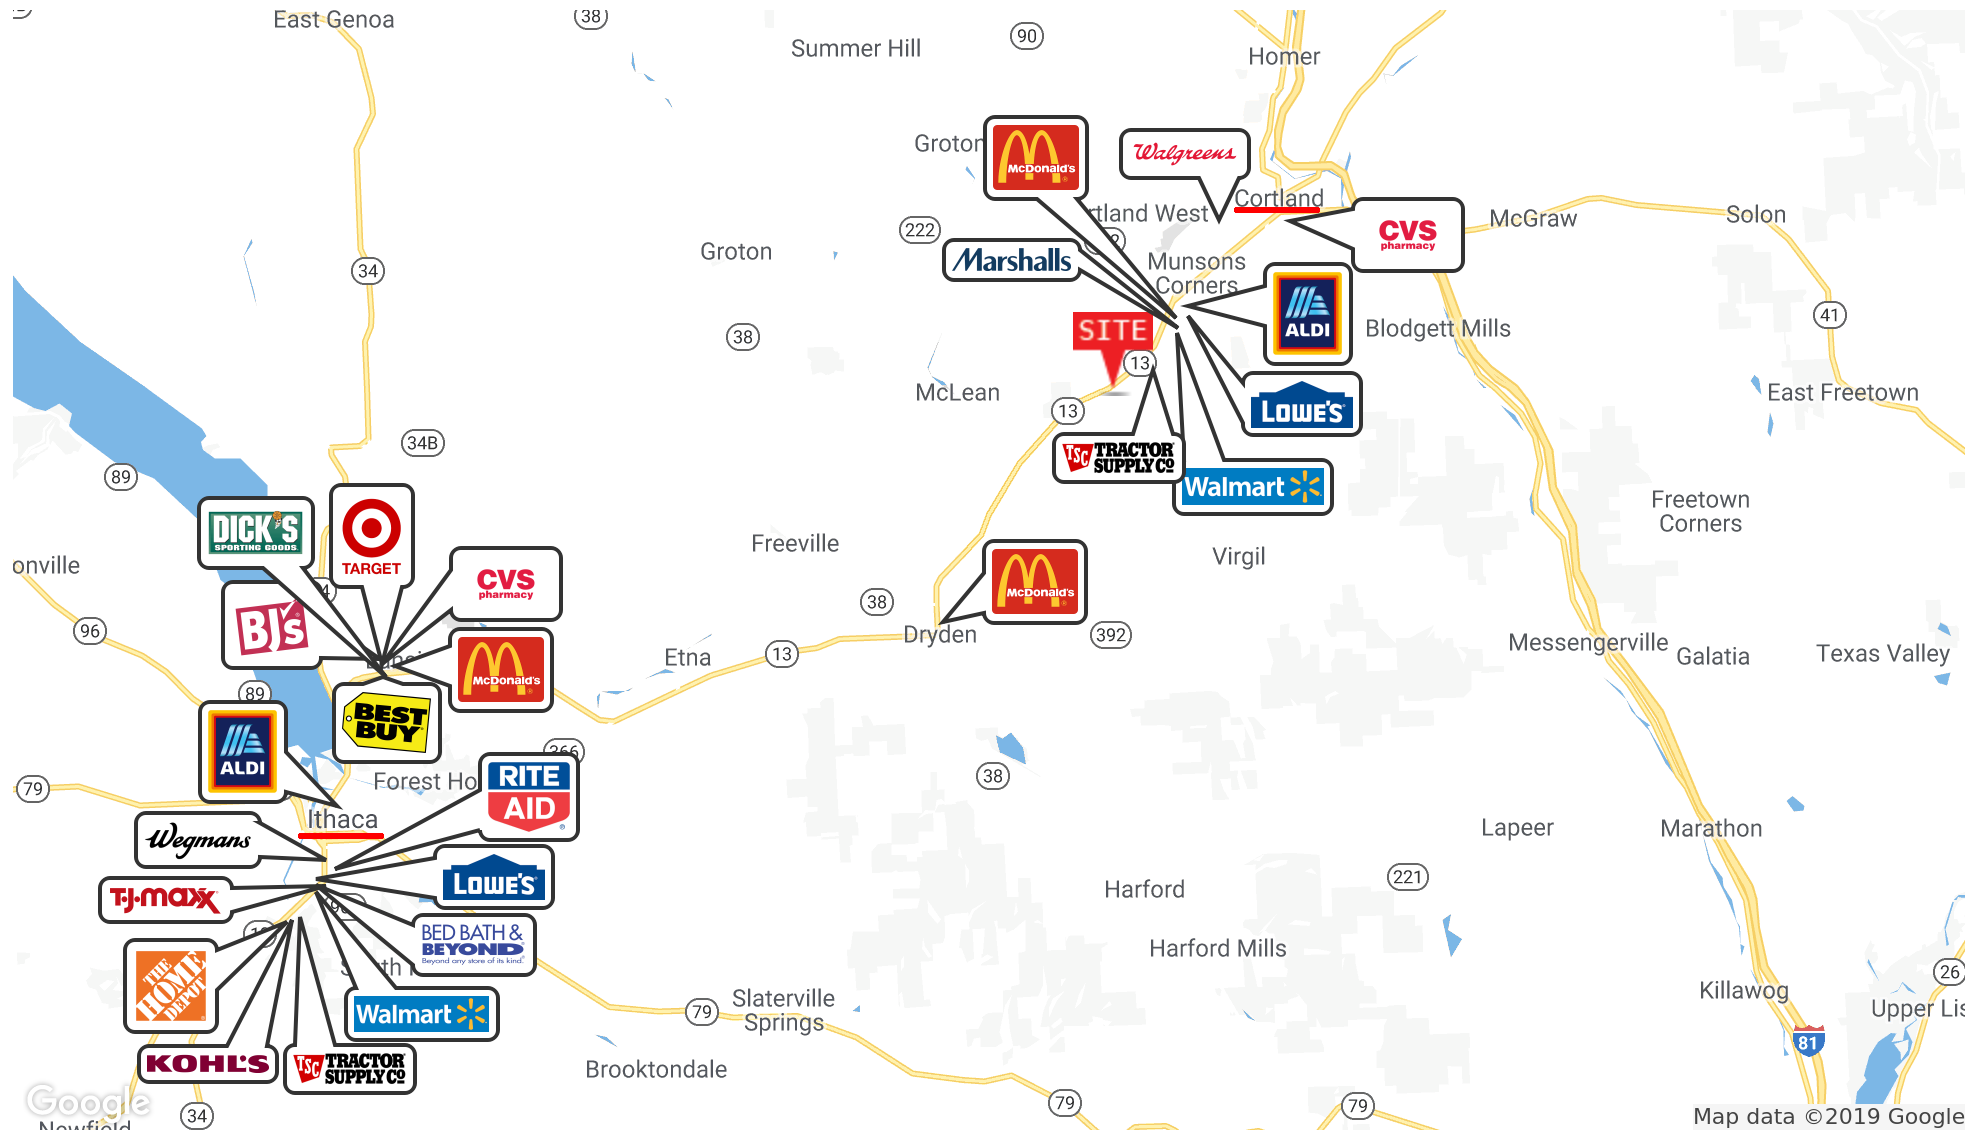 East Genoa
38
Summer Hill
90
Homer
Groton
McDonald's
Walgreens
Cortland
CVS
pharmacy
McGraw
Solon
222
rtland West
Groton
Marshalls
Munsons
Corners
34
ALDI
SITE
Blodgett Mills
41
38
13
McLean
East Freetown
13
LOWE'S
34B
TSC TRACTOR
SUPPLY CO
89
Walmart
Freetown
Corners
DICK'S
SPORTING GOODS
TARGET
Freeville
Virgil
onville
CVS
pharmacy
McDonald's
4
38
BJ's
96
Dryden
392
Messengerville
Galatia
Texas Valley
Etna
13
McDonald's
89
BEST
BUY
ALDI
366
38
79
Forest Ho
RITE
AID
Ithaca
Wegmans
Lapeer
Marathon
LOWE'S
221
T.J.maxx
Harford
BED BATH &
BEYOND
Beyond any store of its kind.
Harford Mills
THE
HOME
DEPOT
26
Killawog
Slaterville
Springs
79
Upper Lis
Walmart
81
KOHL'S
TSC TRACTOR
SUPPLY CO
Brooktondale
Google
34
79
79
Newfield
Map data ©2019 Google